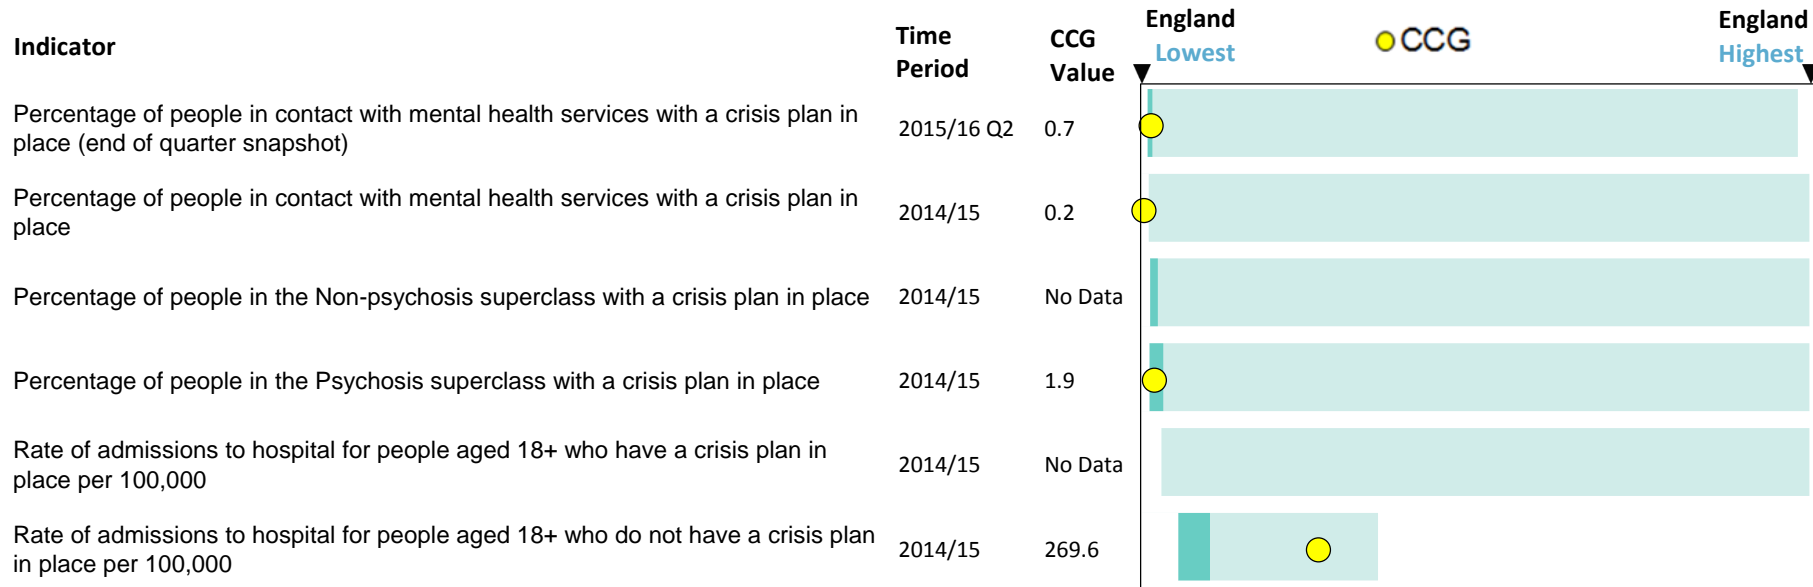 Indicator
Time
Period
CCG
Value
England
Lowest
CCG
England
Highest
Percentage of people in contact with mental health services with a crisis plan in
place (end of quarter snapshot)
2015/16 Q2
0.7
Percentage of people in contact with mental health services with a crisis plan in
place
2014/15
0.2
Percentage of people in the Non-psychosis superclass with a crisis plan in place
2014/15
No Data
Percentage of people in the Psychosis superclass with a crisis plan in place
2014/15
1.9
Rate of admissions to hospital for people aged 18+ who have a crisis plan in
place per 100,000
2014/15
No Data
Rate of admissions to hospital for people aged 18+ who do not have a crisis plan
in place per 100,000
2014/15
269.6